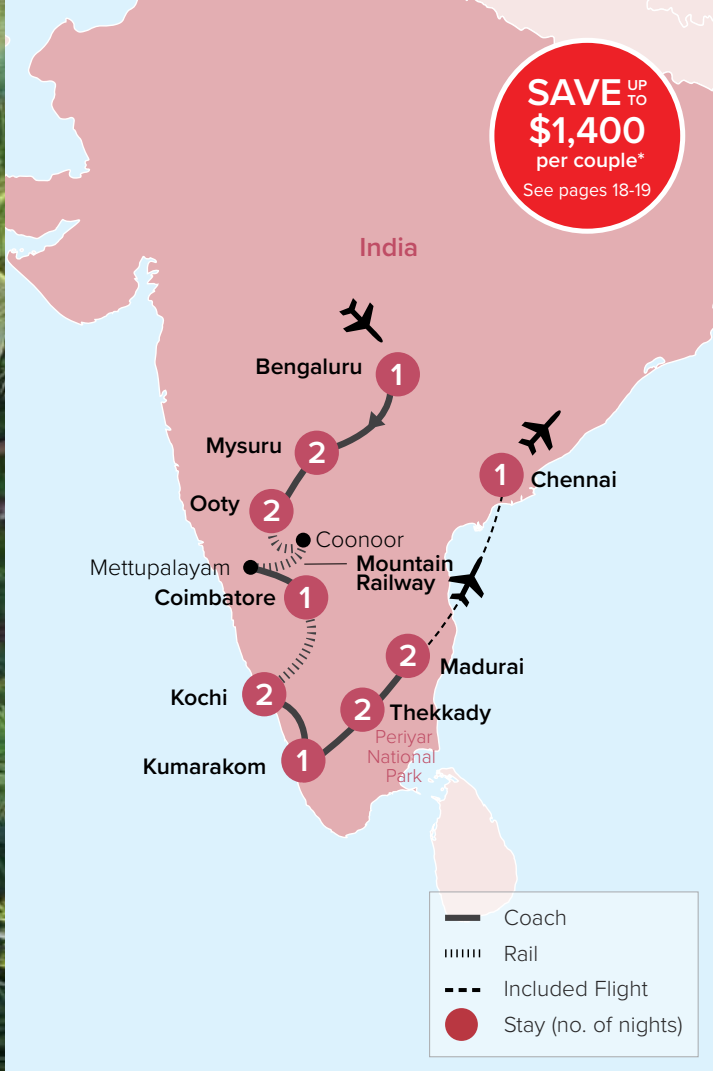 SAVE UP TO
$1,400
per couple*
See pages 18-19
India
Bengaluru
1
Mysuru
2
Ooty
2
1
Chennai
Coonoor
Mettupalayam
Mountain
Railway
Coimbatore
1
2
Madurai
Kochi
2
2
Thekkady
Periyar
National
Park
Kumarakom
1
Coach
Rail
Included Flight
Stay (no. of nights)